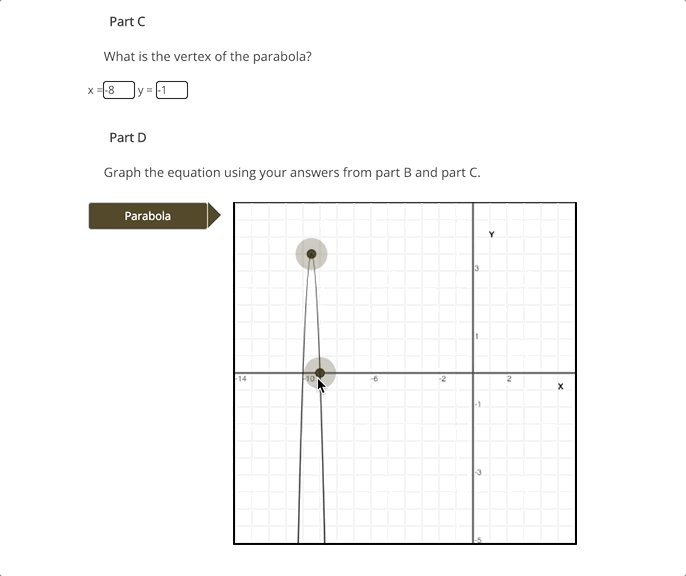 Part C
What is the vertex of the parabola?
x = -8 y = -1
Part D
Graph the equation using your answers from part B and part C.
Parabola
Y
3
1
-14 -10 -6 -2 2
X
-1
-3
-5